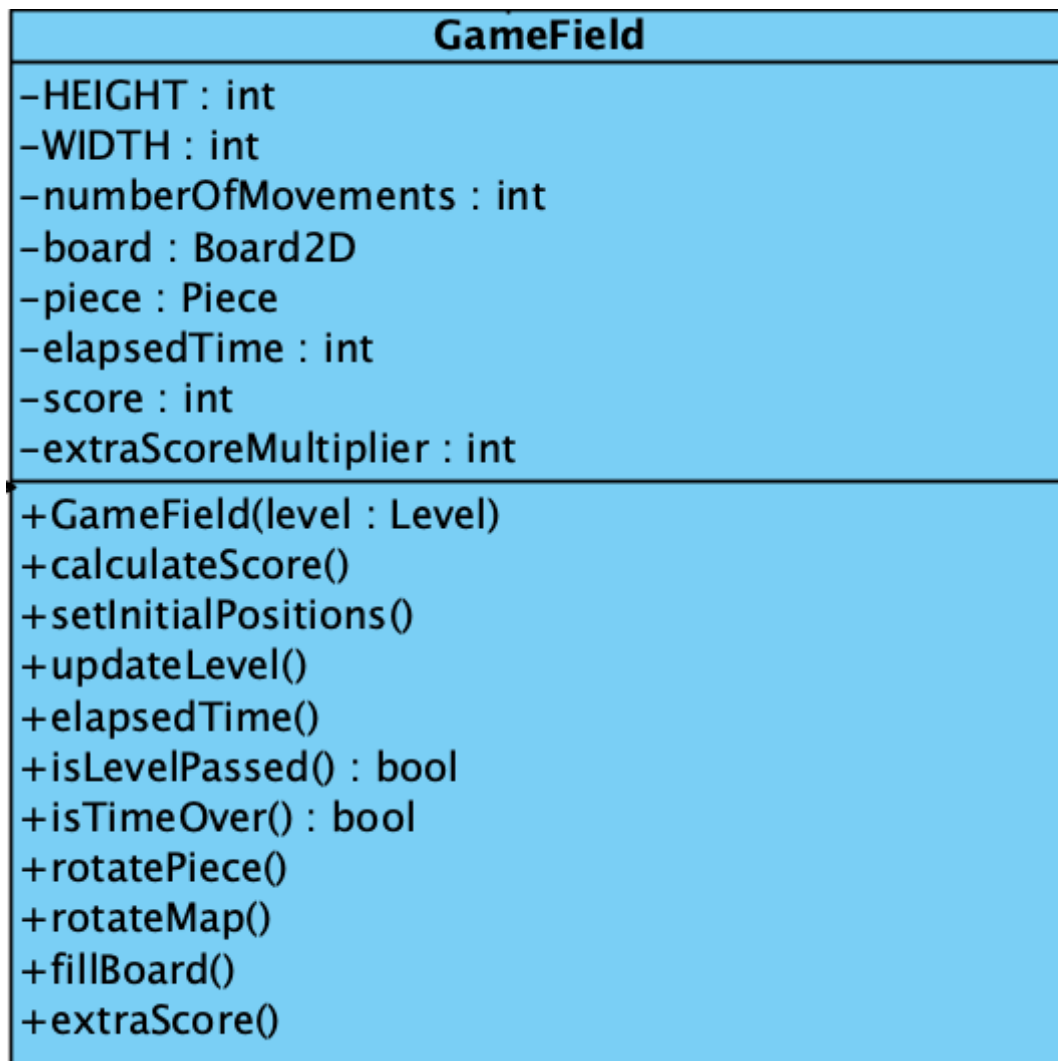 GameField
-HEIGHT : int
-WIDTH : int
-numberOfMovements : int
-board : Board2D
-piece : Piece
-elapsedTime : int
-score : int
-extraScoreMultiplier : int
+GameField(level : Level)
+calculateScore()
+setInitialPositions()
+updateLevel()
+elapsedTime()
+isLevelPassed() : bool
+isTimeOver() : bool
+rotatePiece()
+rotateMap()
+fillBoard()
+extraScore()